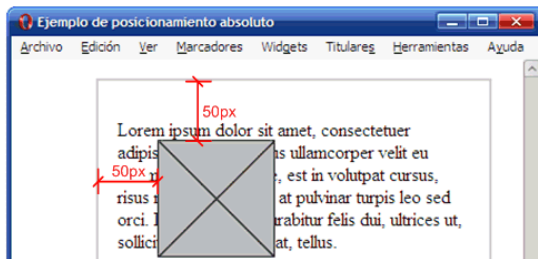 Ejemplo de posicionamiento absoluto
Archivo Edición Ver Marcadores Widgets Titulares Herramientas Ayuda
50px
Lorem ipsum dolor sit amet, consectetuer
adipis s ullamcorper velit eu
50px , est in volutpat cursus,
risus at pulvinar turpis leo sed
orci. rabitur felis dui, ultrices ut,
sollici at, tellus.